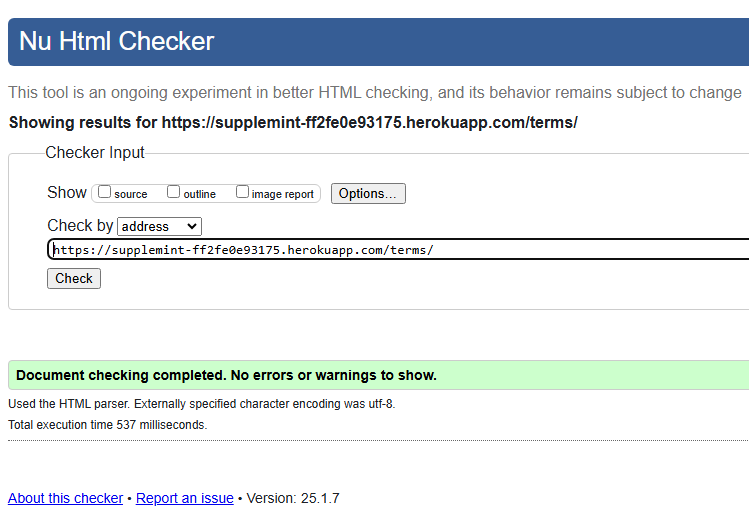 Nu Html Checker
This tool is an ongoing experiment in better HTML checking, and its behavior remains subject to change
Showing results for https://supplemint-ff2fe0e93175.herokuapp.com/terms/
Checker Input
Show source outline image report Options...
Check by address
https://supplemint-ff2fe0e93175.herokuapp.com/terms/
Check
Document checking completed. No errors or warnings to show.
Used the HTML parser. Externally specified character encoding was utf-8.
Total execution time 537 milliseconds.
About this checker • Report an issue • Version: 25.1.7